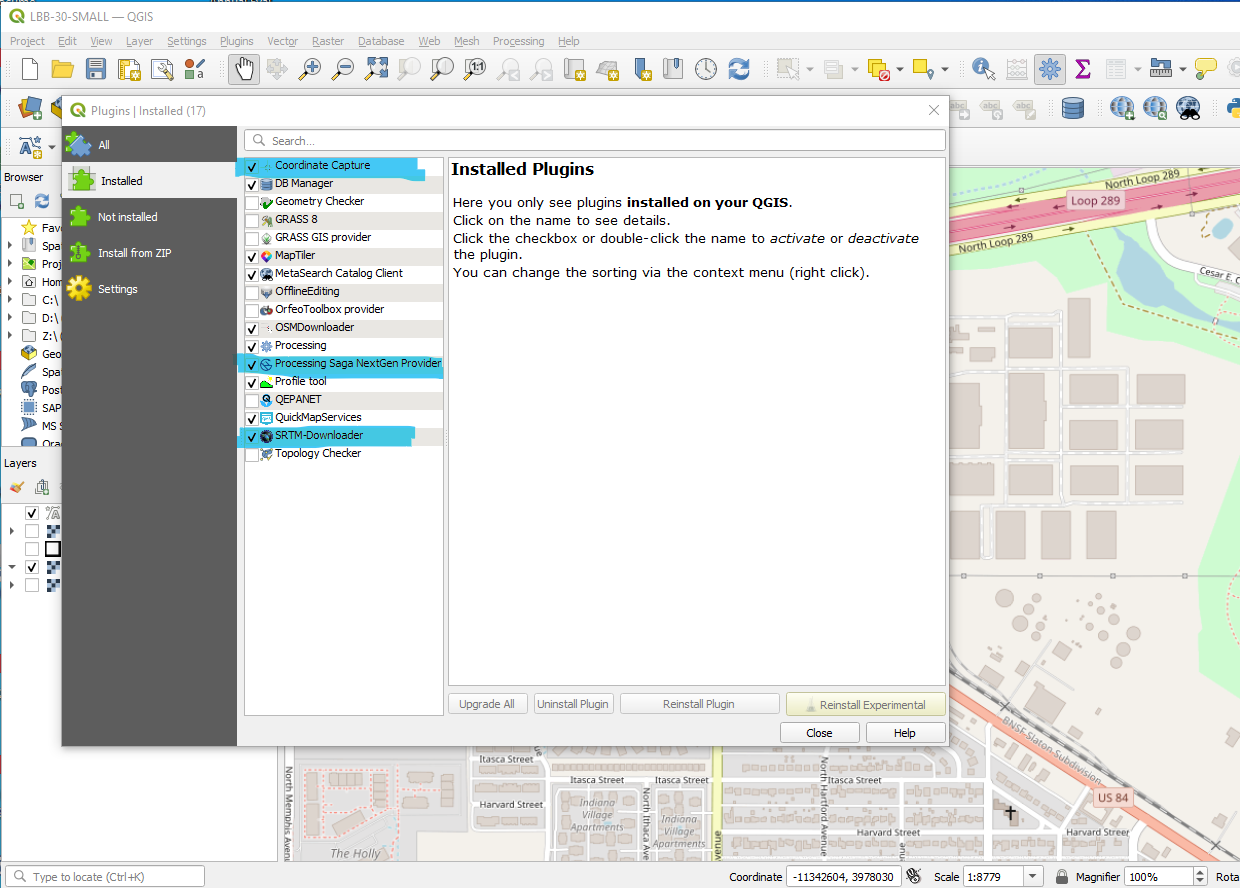 LBB-30-SMALL — QGIS
Project Edit View Layer Settings Plugins Vector Raster Database Web Mesh Processing Help
Plugins | Installed (17)
All
Installed
Not installed
Install from ZIP
Settings
Search...
Coordinate Capture
DB Manager
Geometry Checker
GRASS 8
GRASS GIS provider
MapTiler
MetaSearch Catalog Client
OfflineEditing
OrfeoToolbox provider
OSMDownloader
Processing
Processing Saga NextGen Provider
Profile tool
QEPANET
QuickMapServices
SRTM-Downloader
Topology Checker
Installed Plugins
Here you only see plugins installed on your QGIS.
Click on the name to see details.
Click the checkbox or double-click the name to activate or deactivate
the plugin.
You can change the sorting via the context menu (right click).
Upgrade All
Uninstall Plugin
Reinstall Plugin
Reinstall Experimental
Close
Help
Browser
Fav
Spa
Proj
Hom
C:\
D:\
Z:\
Geo
Spa
Post
SAP
MS S
Ora
Layers
North Loop 289
Loop 289
North Loop 289
Cesar E. C
BNSF Slaton Subdivision
US 84
Itasca Street
Itasca Street
Itasca Street
Itasca Street
Harvard Street
Harvard Street
Harvard Street
North Memphis Aveni
North Ithaca Aveni
North Hartford Avenue
venue
Indiana
Village
Apartments
Indiana
Village
Apartments
The Holly
Type to locate (Ctrl+K)
Coordinate -11342604, 3978030
Scale 1:8779
Magnifier 100%
Rota